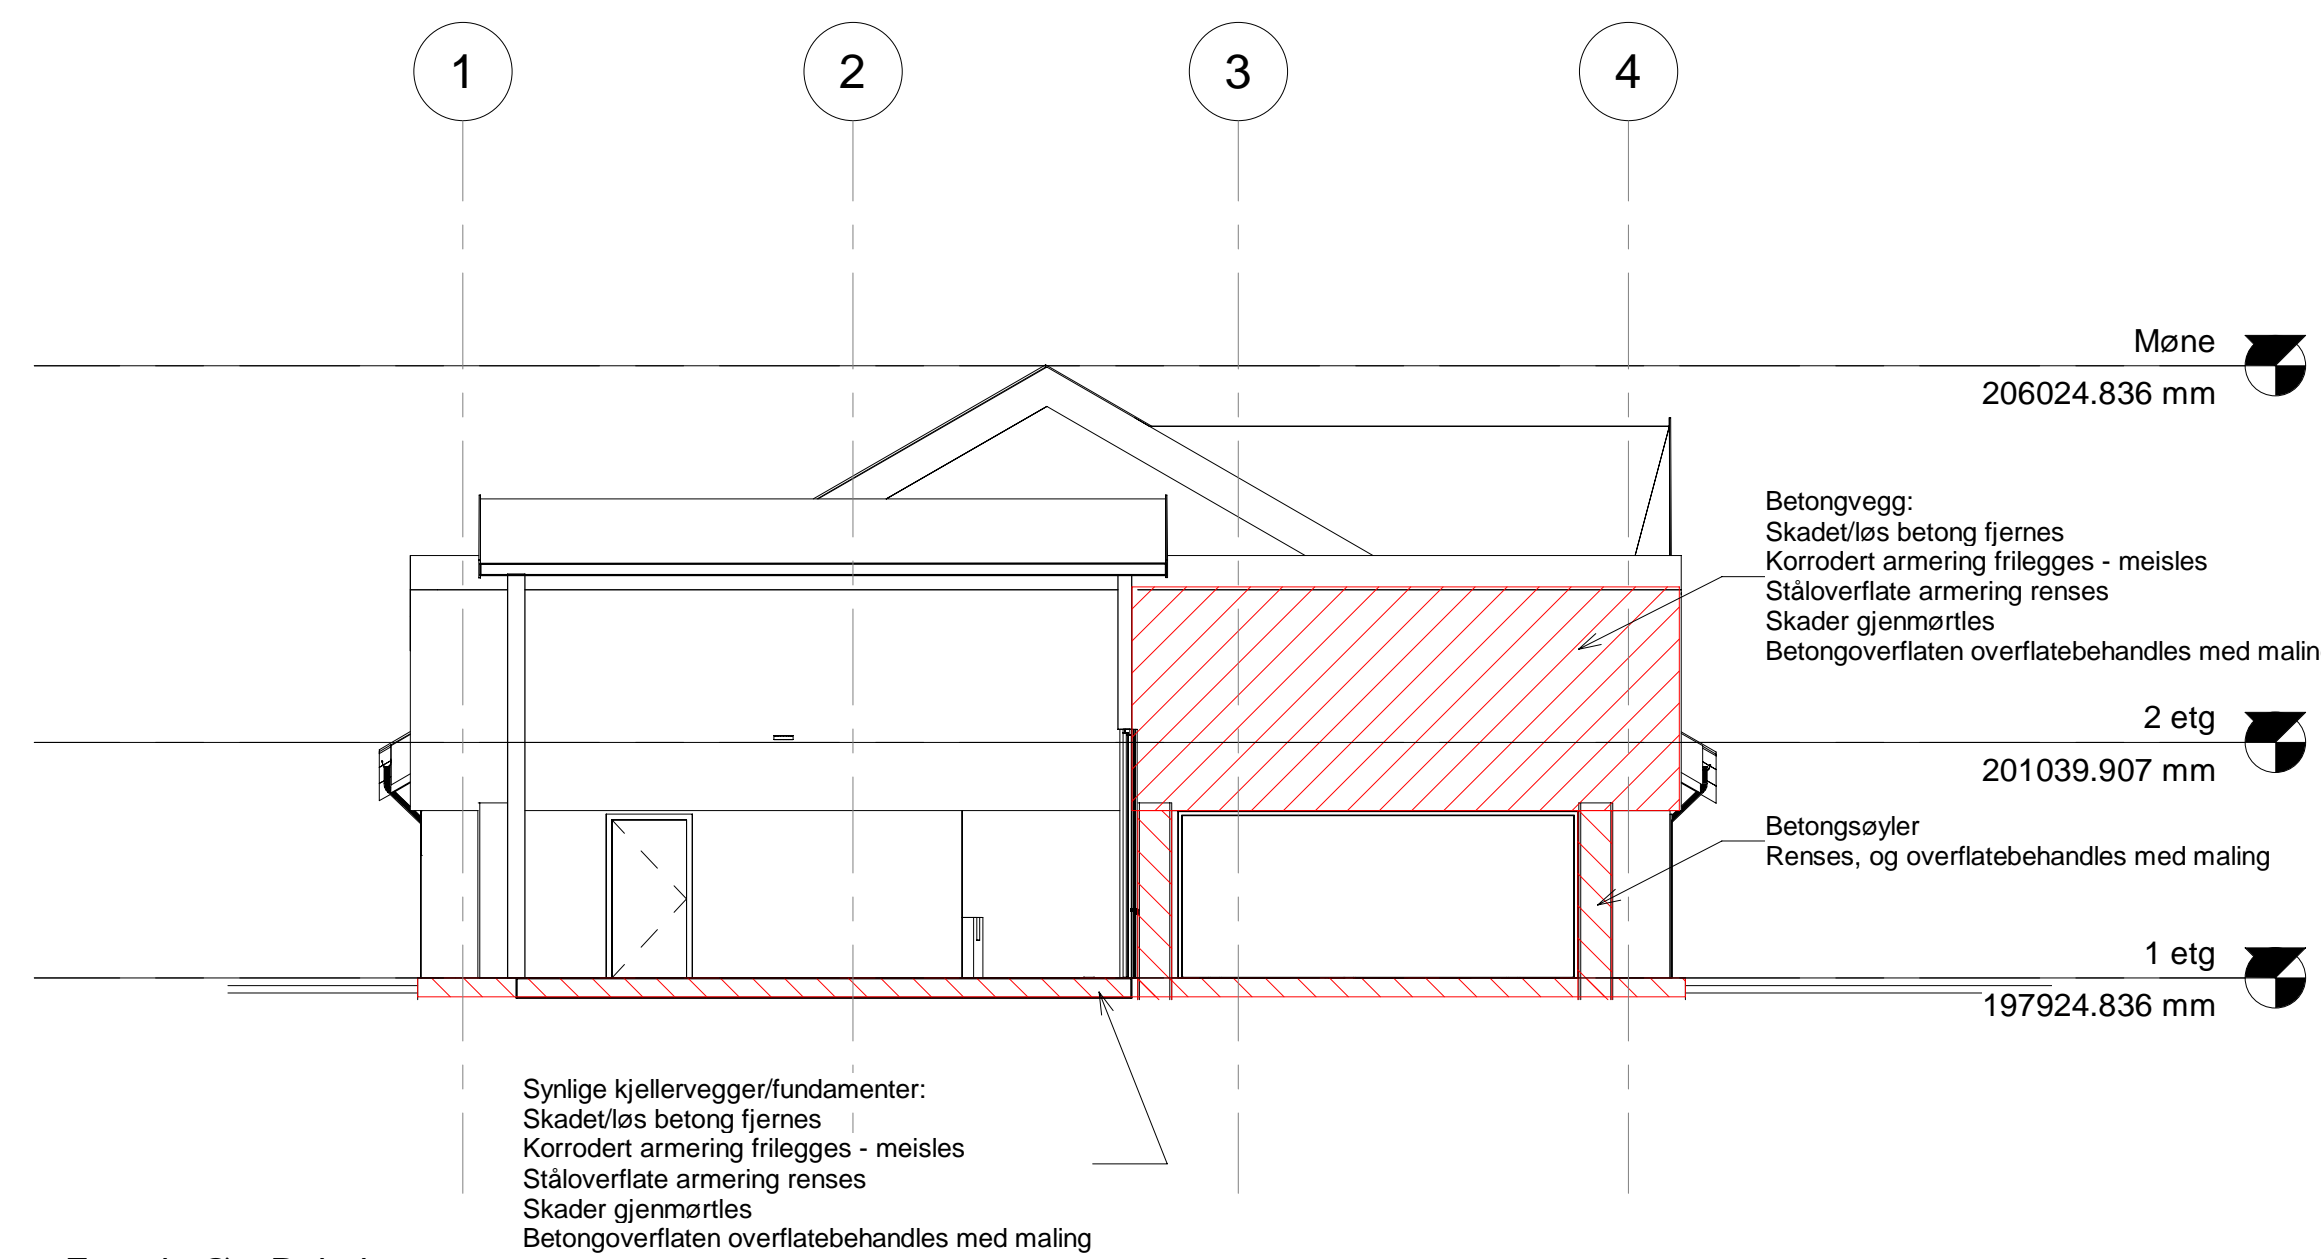 1 2 3 4
Møne
206024.836 mm
Betongvegg:
Skadet/løs betong fjernes
Korrodert armering frilegges - meisles
Ståloverflate armering renses
Skader gjenmørtles
Betongoverflaten overflatebehandles med malin
2 etg
201039.907 mm
Betongsøyler
Renses, og overflatebehandles med maling
1 etg
197924.836 mm
Synlige kjellervegger/fundamenter:
Skadet/løs betong fjernes
Korrodert armering frilegges - meisles
Ståloverflate armering renses
Skader gjenmørtles
Betongoverflaten overflatebehandles med maling